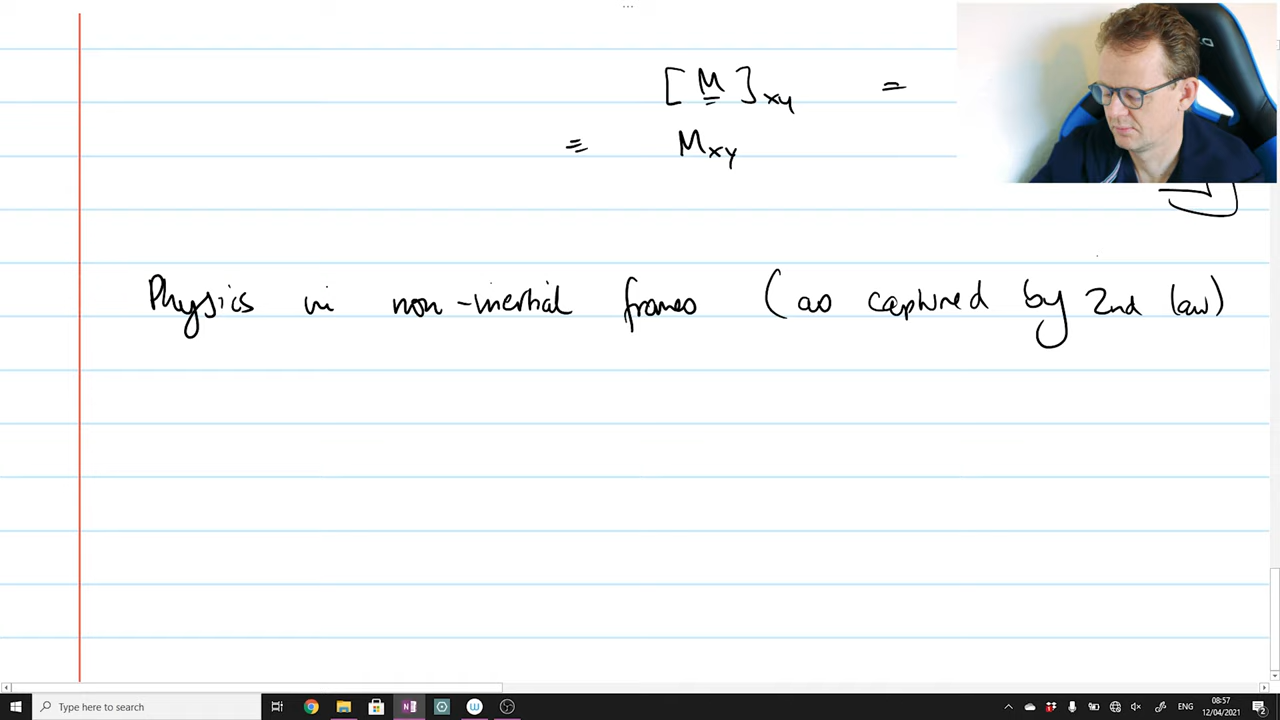 [ M ]xy =
≡ Mxy
Physics in non-inertial frames (as captured by 2nd law)
Type here to search
ENG
08:57
12/04/2021
2